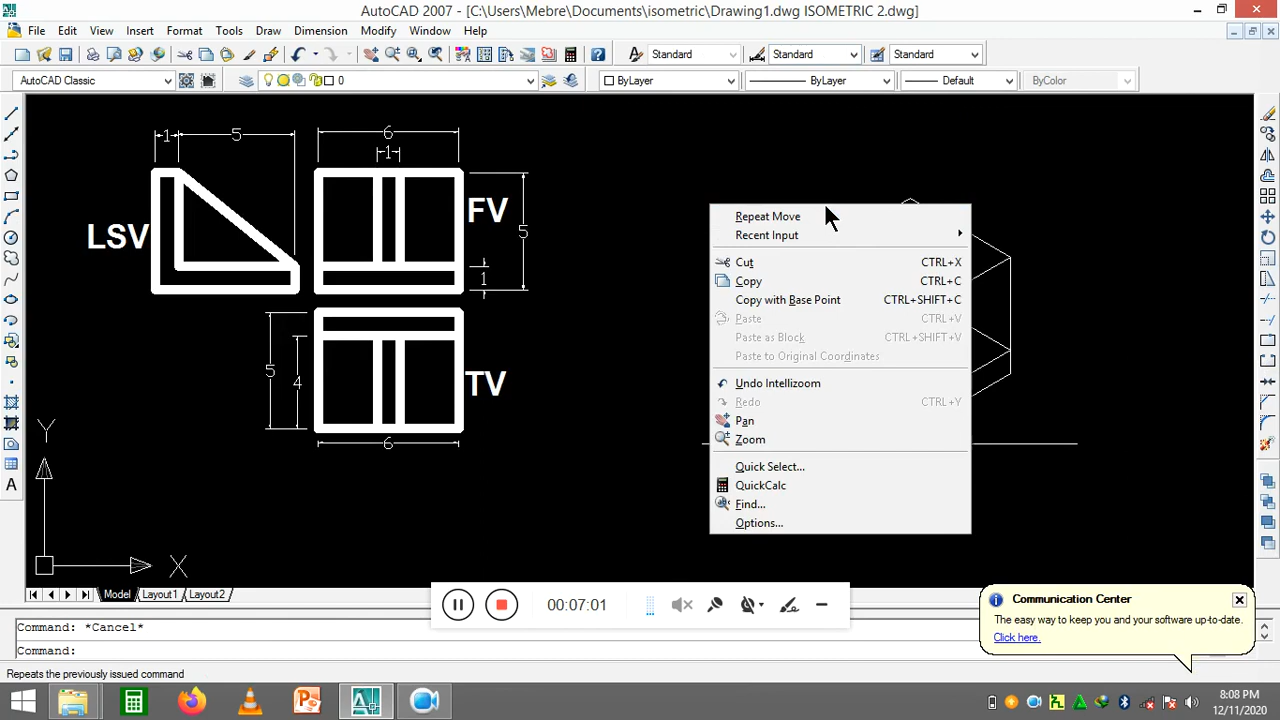 AutoCAD 2007 - [C:\Users\Mebre\Documents\isometric\Drawing1.dwg ISOMETRIC 2.dwg]
File Edit View Insert Format Tools Draw Dimension Modify Window Help
Standard Standard Standard
AutoCAD Classic 0 ByLayer ByLayer Default ByColor
1 5 6
1
LSV FV 5
1
5 4 TV
6
Y
X
Repeat Move
Recent Input
Cut CTRL+X
Copy CTRL+C
Copy with Base Point CTRL+SHIFT+C
Paste CTRL+V
Paste as Block CTRL+SHIFT+V
Paste to Original Coordinates
Undo Intellizoom
Redo CTRL+Y
Pan
Zoom
Quick Select...
QuickCalc
Find...
Options...
Model Layout1 Layout2
00:07:01
Communication Center
The easy way to keep you and your software up-to-date.
Click here.
Command: *Cancel*
Command:
Repeats the previously issued command
8:08 PM
12/11/2020